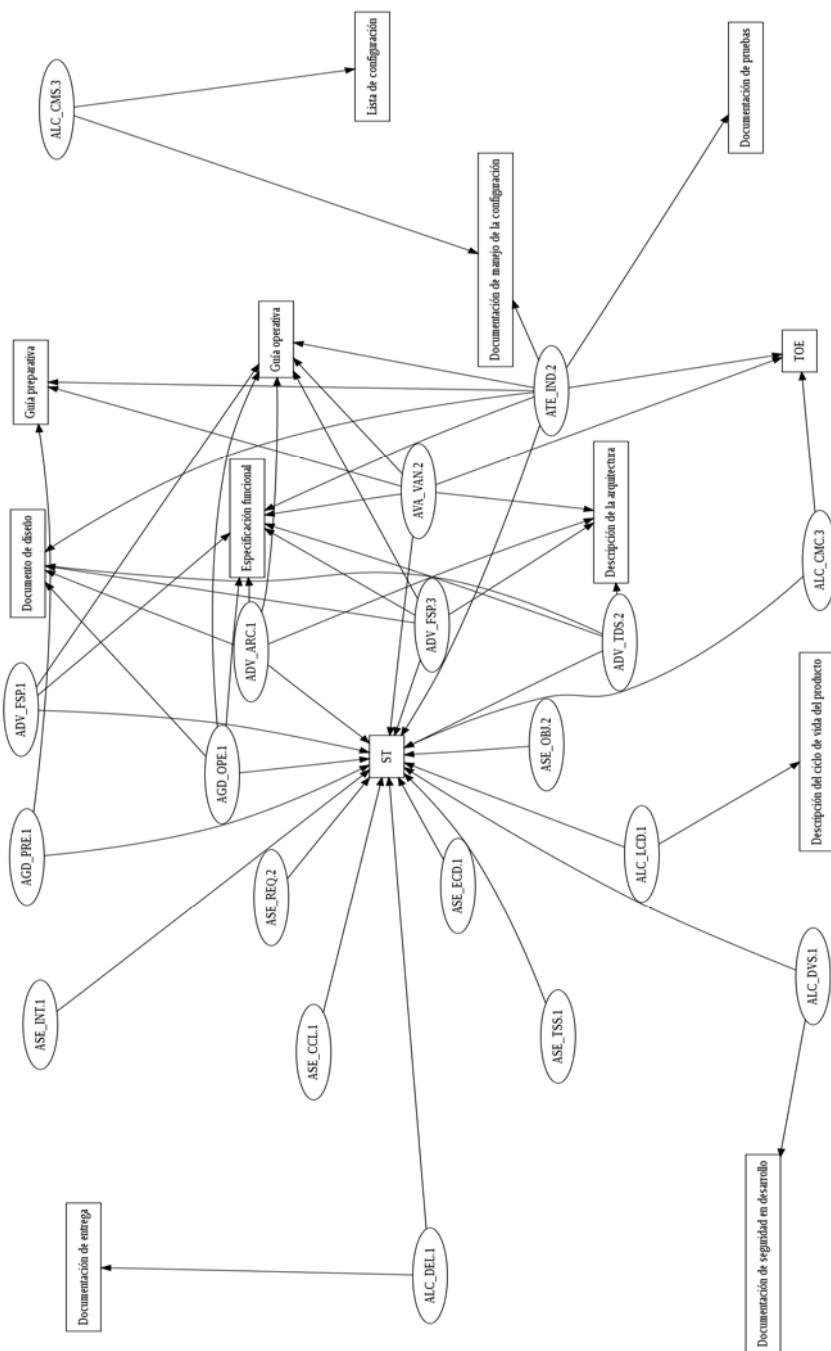 Documentación de entrega
ALC_DEL.1
Documentación de seguridad en desarrollo
ASE_INT.1
ASE_CCL.1
ASE_TSS.1
ALC_DVS.1
AGD_PRE.1
ASE_REQ.2
ASE_ECD.1
ALC_LCD.1
Descripción del ciclo de vida del producto
ADV_FSP.1
AGD_OPE.1
ST
ASE_OBJ.2
ADV_ARC.1
ADV_FSP.3
ADV_TDS.2
ALC_CMC.3
Documento de diseño
Especificación funcional
AVA_VAN.2
Descripción de la arquitectura
Guía preparativa
Guía operativa
ATE_IND.2
TOE
Documentación de manejo de la configuración
ALC_CMS.3
Lista de configuración
Documentación de pruebas